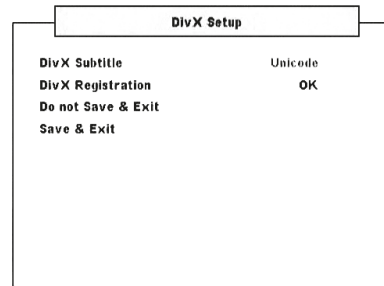 DivX Setup
DivX Subtitle Unicode
DivX Registration OK
Do not Save & Exit
Save & Exit